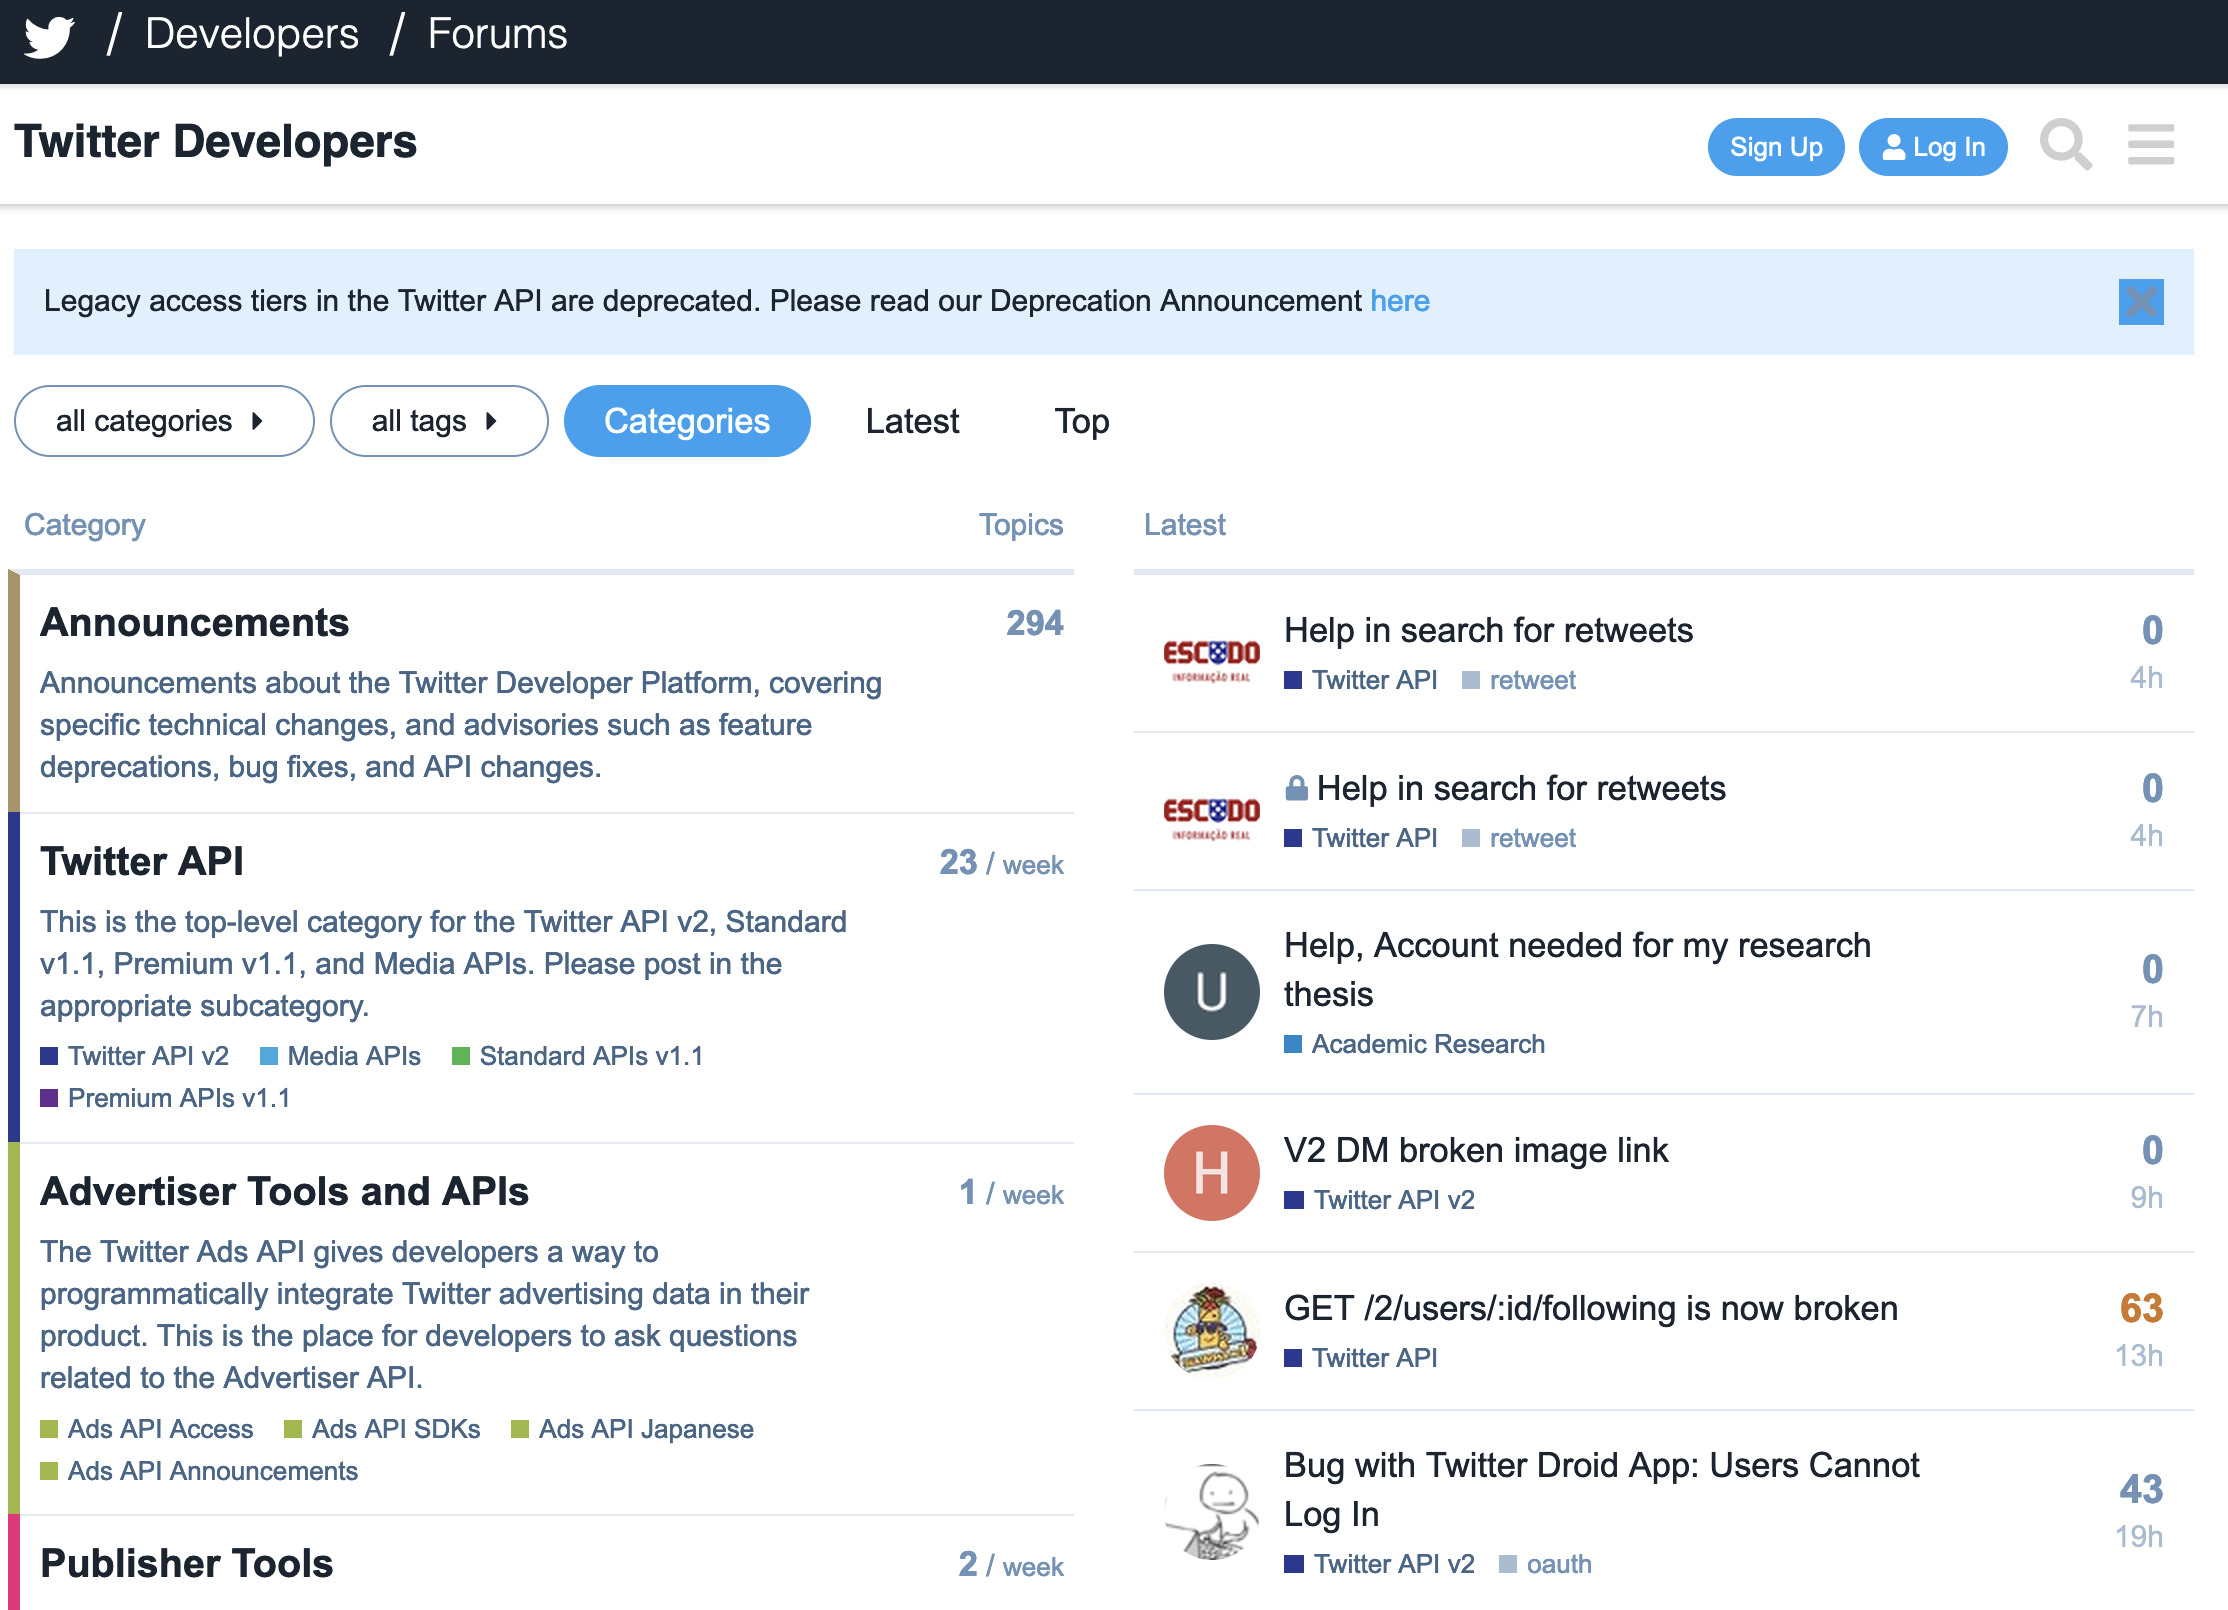 / Developers / Forums
Twitter Developers
Sign Up
Log In
Legacy access tiers in the Twitter API are deprecated. Please read our Deprecation Announcement here
all categories
all tags
Categories
Latest
Top
Category
Topics
Announcements
294
Announcements about the Twitter Developer Platform, covering
specific technical changes, and advisories such as feature
deprecations, bug fixes, and API changes.
Twitter API
23 / week
This is the top-level category for the Twitter API v2, Standard
v1.1, Premium v1.1, and Media APIs. Please post in the
appropriate subcategory.
Twitter API v2 Media APIs Standard APIs v1.1
Premium APIs v1.1
Advertiser Tools and APIs
1 / week
The Twitter Ads API gives developers a way to
programmatically integrate Twitter advertising data in their
product. This is the place for developers to ask questions
related to the Advertiser API.
Ads API Access Ads API SDKs Ads API Japanese
Ads API Announcements
Publisher Tools
2 / week
Latest
ESCUDO
INFORMAÇÃO REAL
Help in search for retweets
0
Twitter API retweet
4h
ESCUDO
INFORMAÇÃO REAL
Help in search for retweets
0
Twitter API retweet
4h
U
Help, Account needed for my research
thesis
0
7h
Academic Research
H
V2 DM broken image link
0
Twitter API v2
9h
GET /2/users/:id/following is now broken
63
Twitter API
13h
Bug with Twitter Droid App: Users Cannot
Log In
43
19h
Twitter API v2 oauth